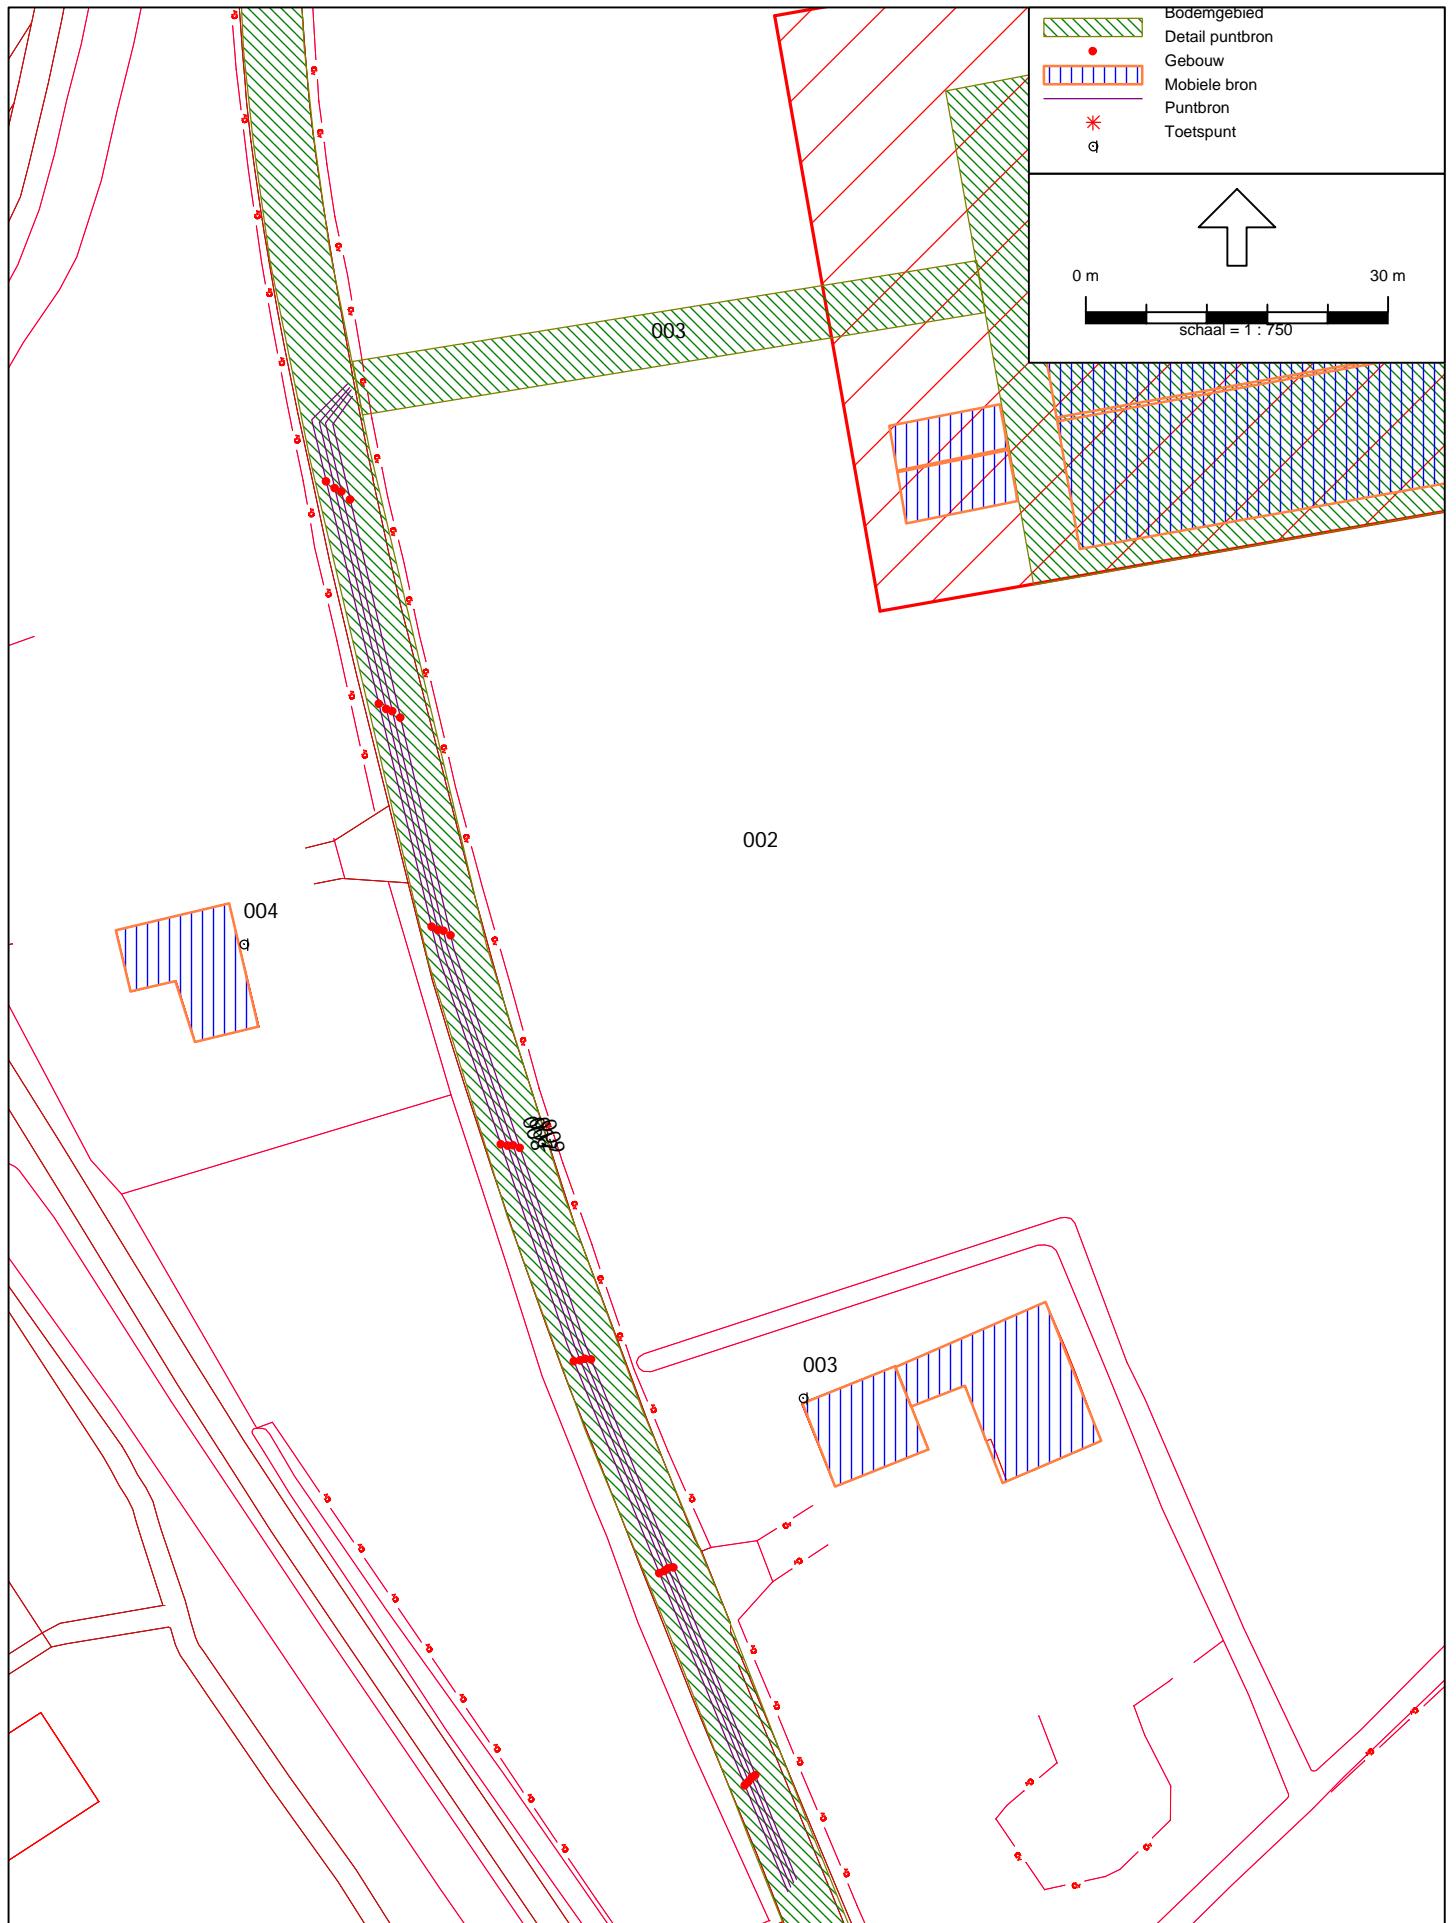 Bodemgebied
Detail puntbron
Gebouw
Mobiele bron
Puntbron
Toetspunt
0 m 30 m
schaal = 1 : 750
003
002
004
003